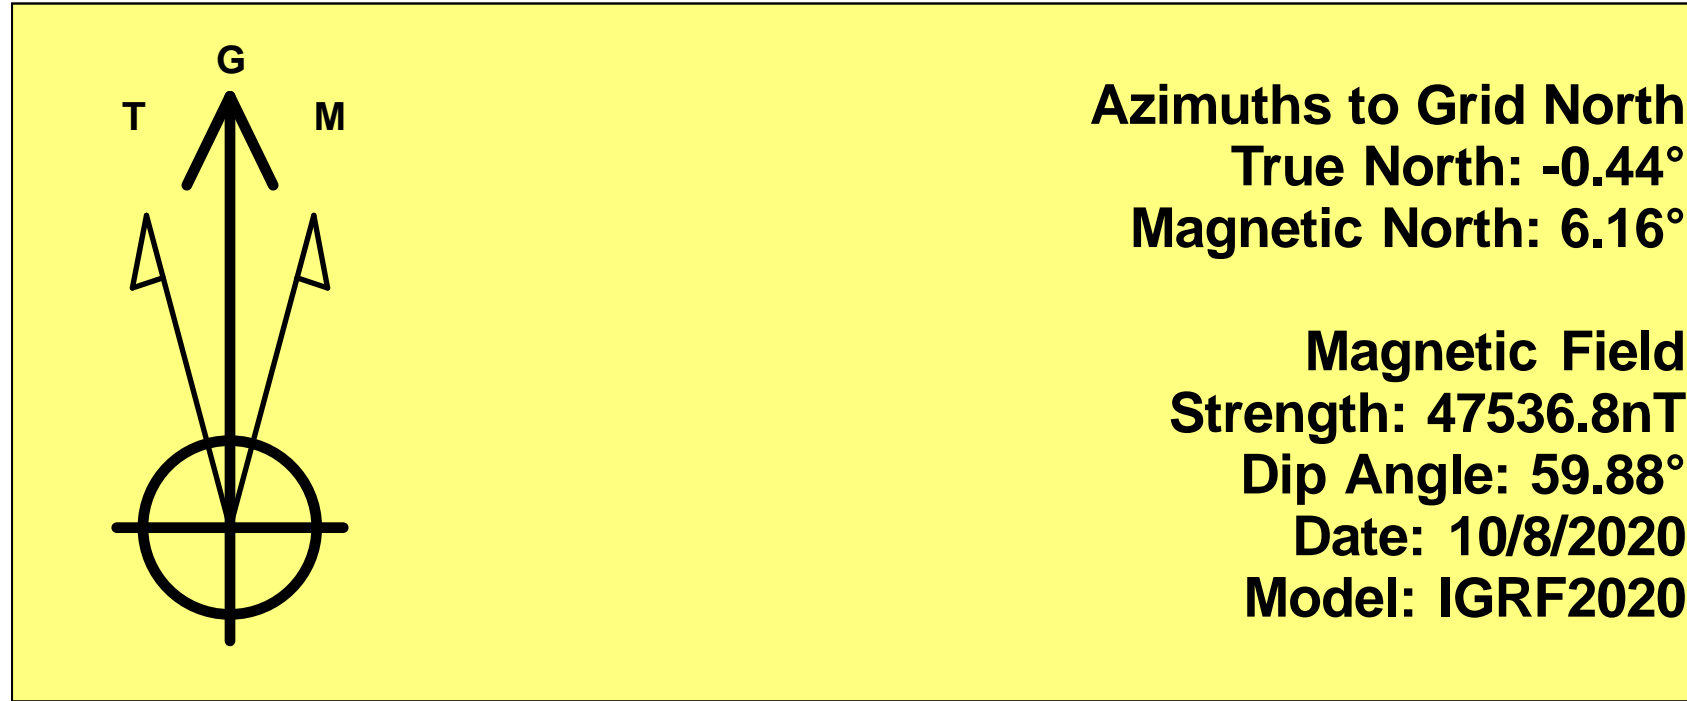 G
T M
Azimuths to Grid North
True North: -0.44°
Magnetic North: 6.16°
Magnetic Field
Strength: 47536.8nT
Dip Angle: 59.88°
Date: 10/8/2020
Model: IGRF2020